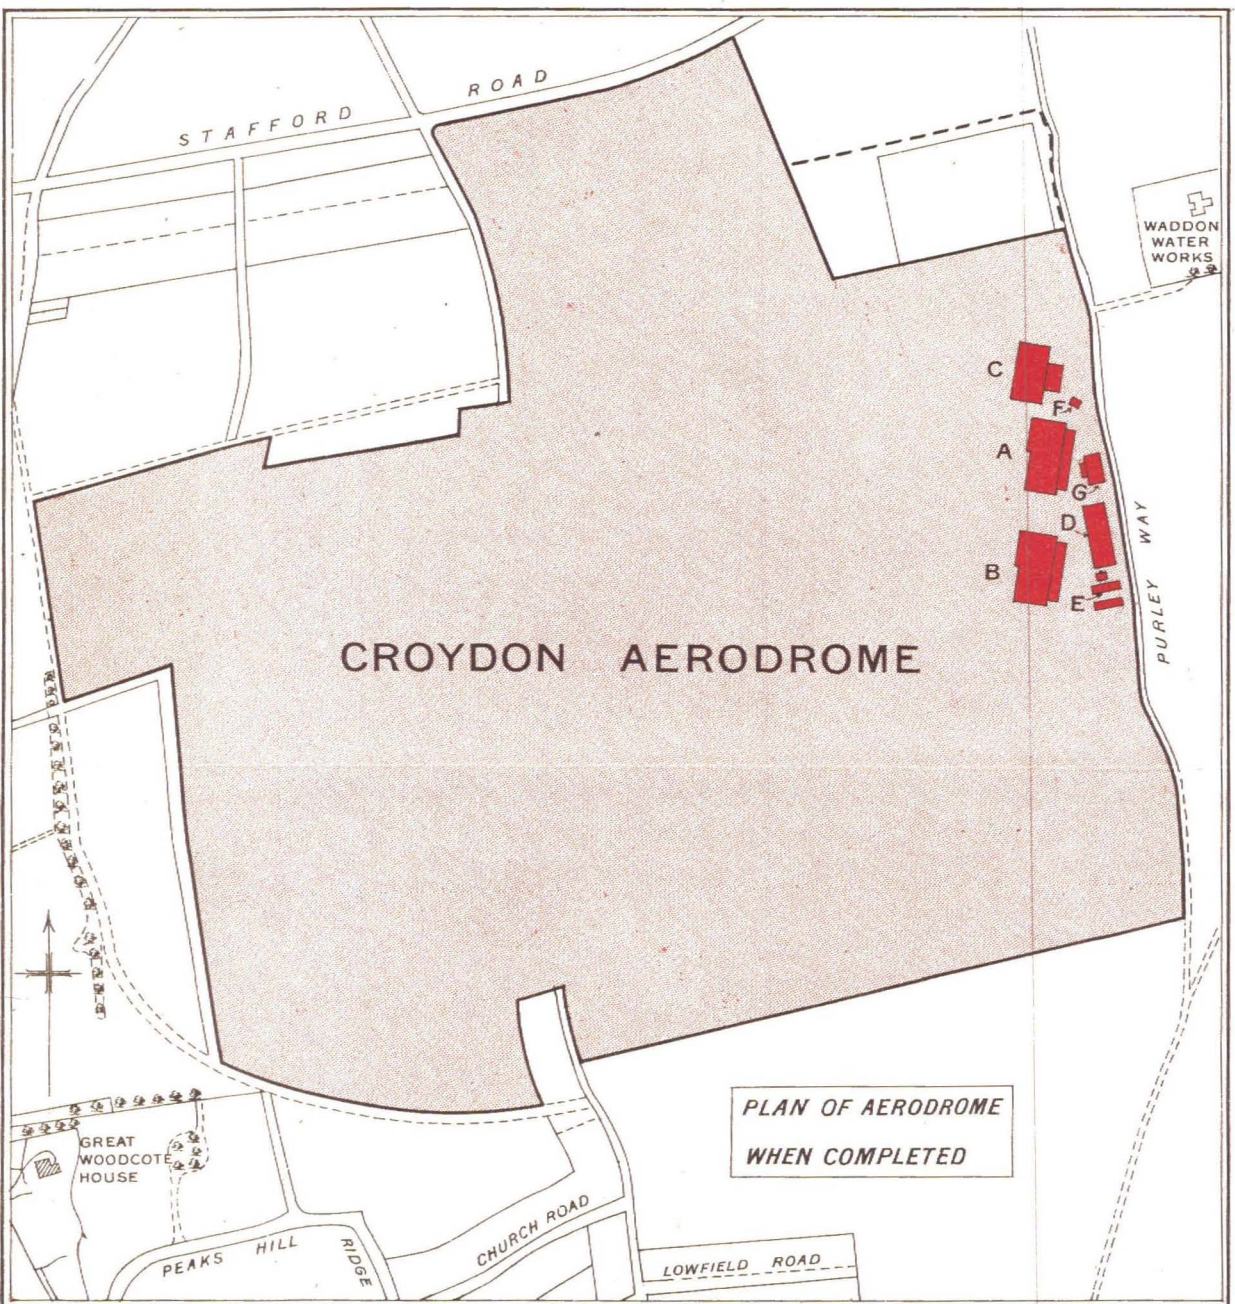 STAFFORD ROAD
WADDON
WATER
WORKS
C
F
A
G
D
B
E
PURLEY WAY
CROYDON AERODROME
PLAN OF AERODROME
WHEN COMPLETED
GREAT
WOODCOTE
HOUSE
PEAKS HILL RIDGE
CHURCH ROAD
LOWFIELD ROAD